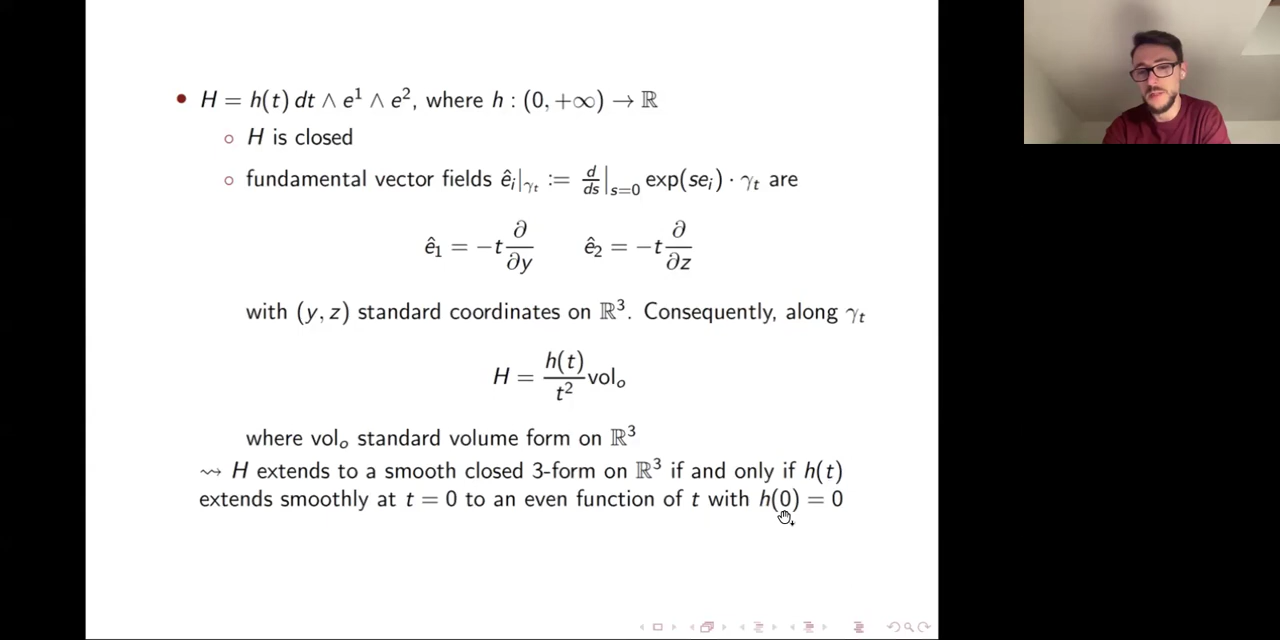 • H = h(t) dt ∧ e¹ ∧ e², where h : (0, +∞) → ℝ
○ H is closed
○ fundamental vector fields ê_i|_{γ_t} := d/ds|_{s=0} exp(se_i) · γ_t are
ê₁ = −t ∂/∂y ê₂ = −t ∂/∂z
with (y, z) standard coordinates on ℝ³. Consequently, along γ_t
H = h(t)/t² vol_o
where vol_o standard volume form on ℝ³
⇝ H extends to a smooth closed 3-form on ℝ³ if and only if h(t)
extends smoothly at t = 0 to an even function of t with h(0) = 0